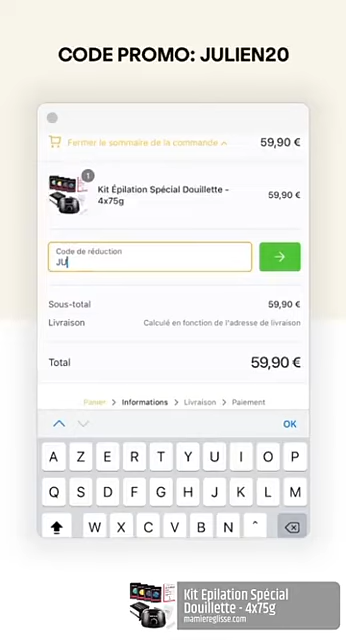 CODE PROMO: JULIEN20
Fermer le sommaire de la commande
59,90 €
1
Kit Épilation Spécial Douillette -
4x75g
59,90 €
Code de réduction
JU
Sous-total
59,90 €
Livraison
Calculé en fonction de l'adresse de livraison
Total
59,90 €
Panier > Informations > Livraison > Paiement
OK
A Z E R T Y U I O P
Q S D F G H J K L M
W X C V B N ^
Kit Epilation Spécial
Douillette - 4x75g
mamiereglisse.com